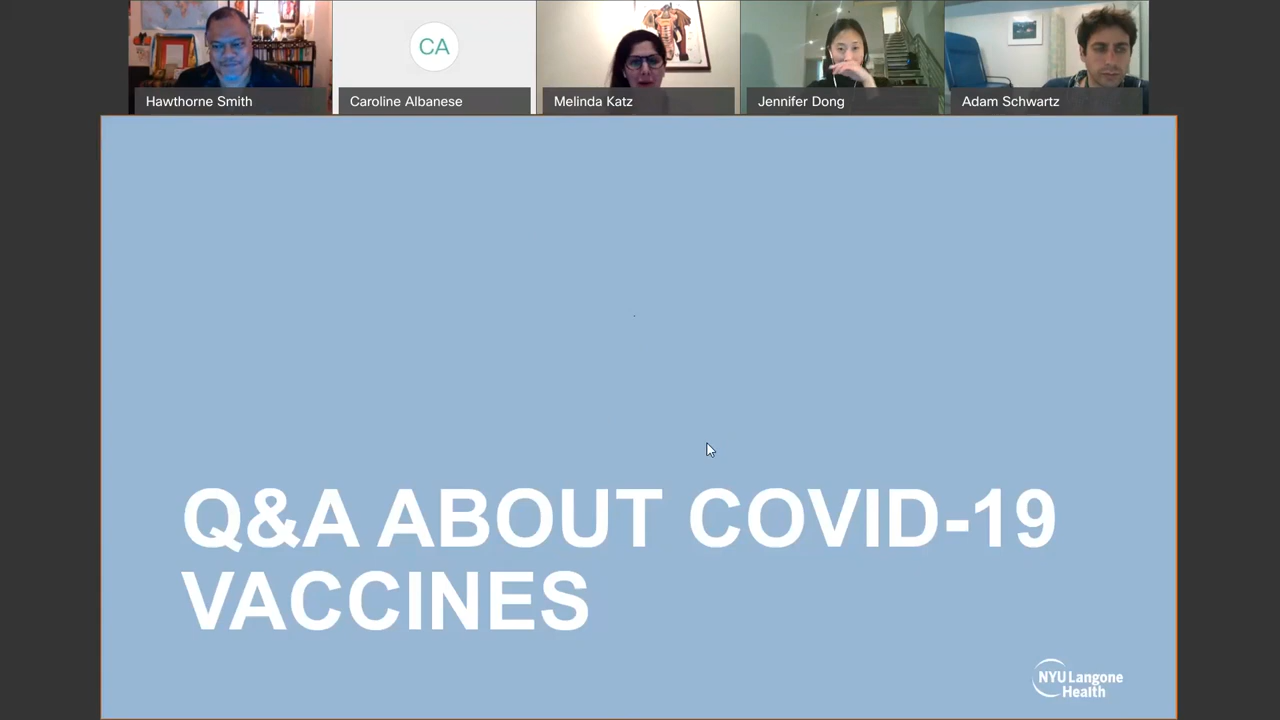 Hawthorne Smith
CA
Caroline Albanese
Melinda Katz
Jennifer Dong
Adam Schwartz
Q&A ABOUT COVID-19
VACCINES
NYU Langone
Health